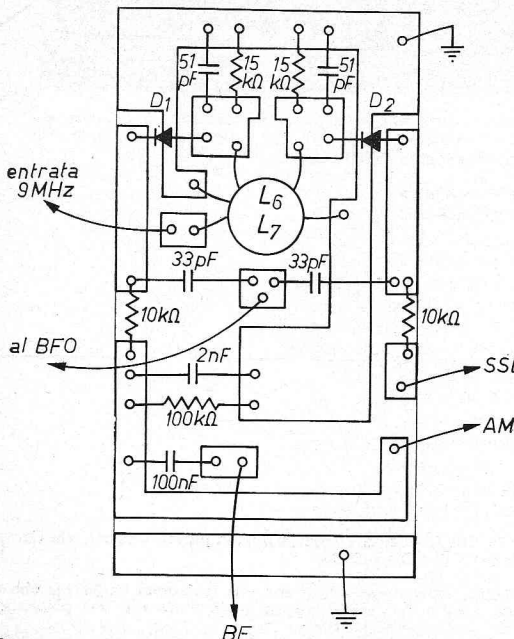 51
pF
15
kΩ
15
kΩ
51
pF
D1
D2
entrata
9MHz
L6
L7
33pF
33pF
10kΩ
10kΩ
al BFO
2nF
SSB
100kΩ
AM
100nF
BF